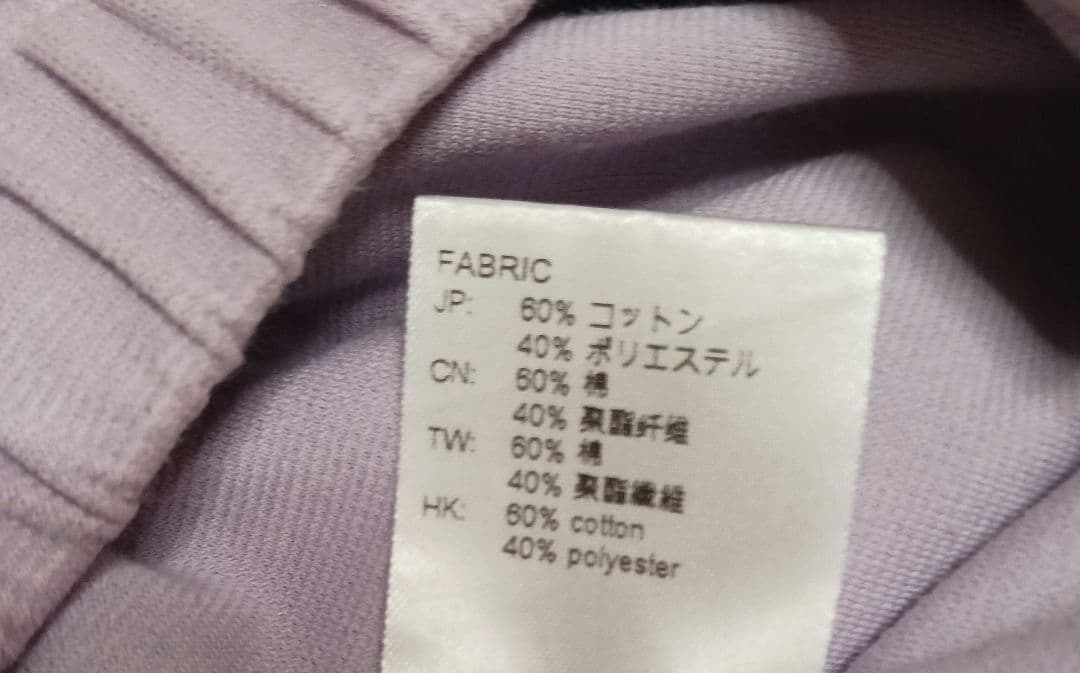 FABRIC
JP: 60% コットン
40% ポリエステル
CN: 60% 棉
40% 聚酯纤维
TW: 60% 棉
40% 聚酯纖維
HK: 60% cotton
40% polyester